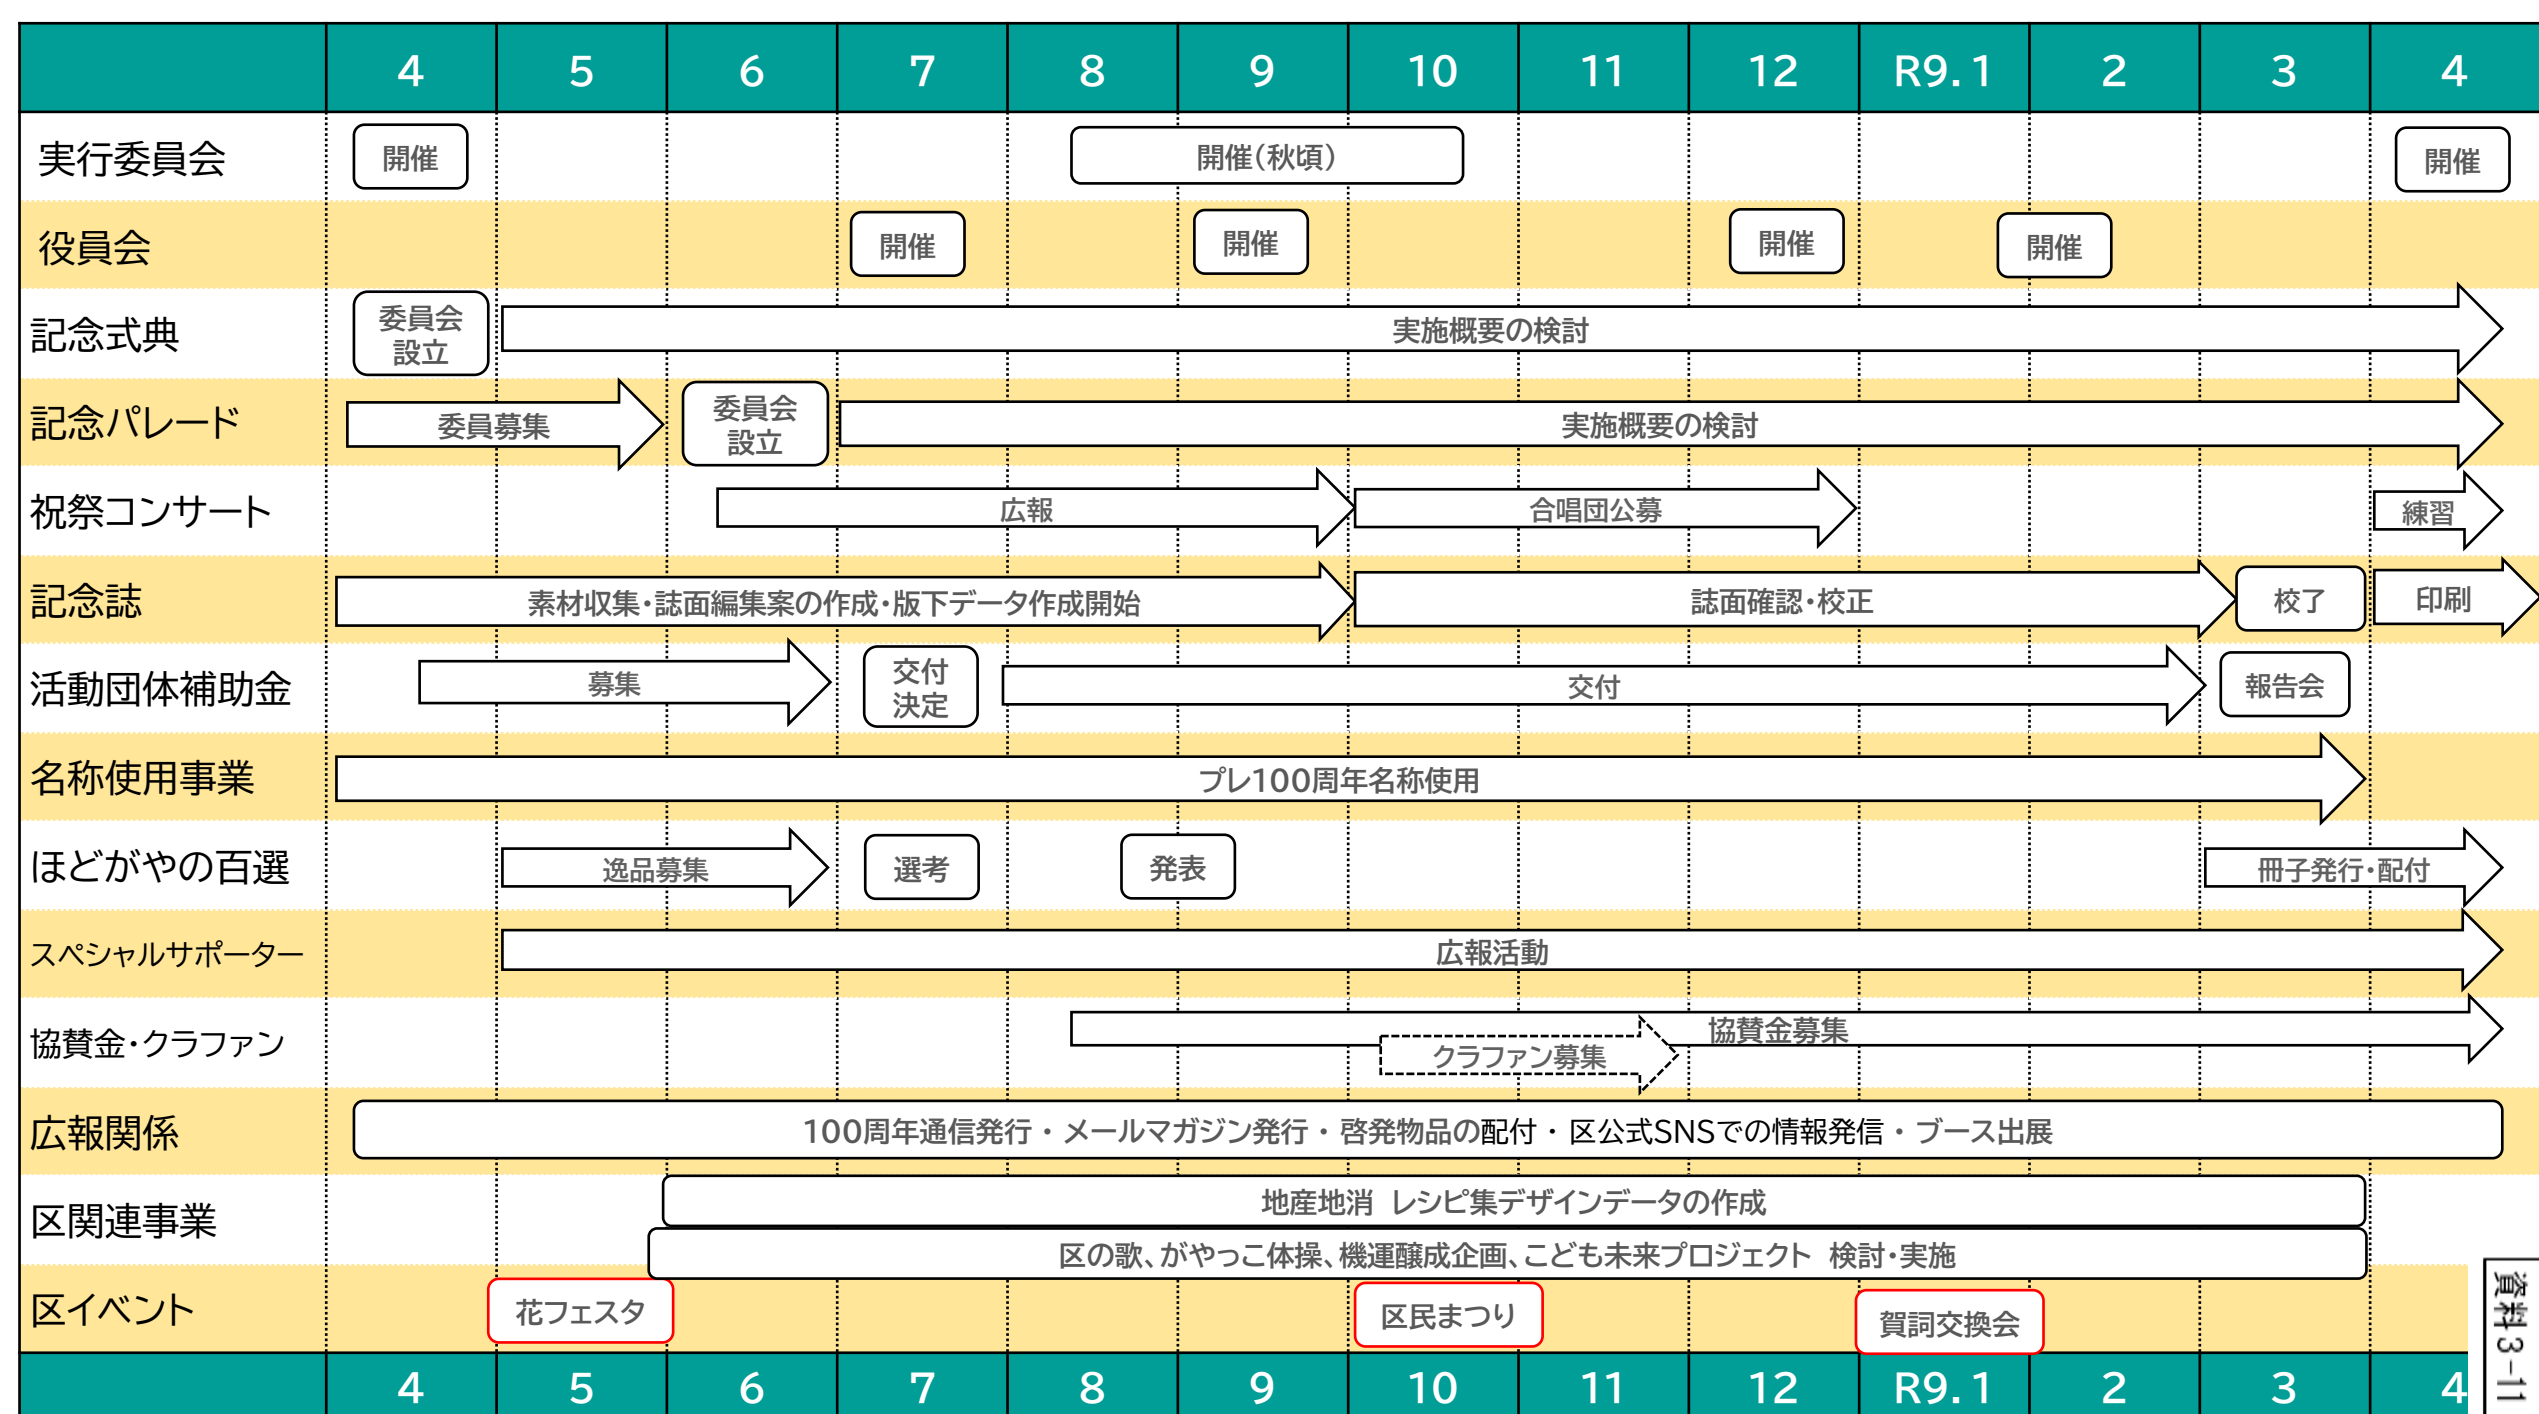 4 5 6 7 8 9 10 11 12 R9.1 2 3 4
実行委員会 開催 開催(秋頃) 開催
役員会 開催 開催 開催 開催
記念式典 委員会 実施概要の検討
設立
記念パレード 委員募集 委員会 実施概要の検討
設立
祝祭コンサート 広報 合唱団公募 練習
記念誌 素材収集・誌面編集案の作成・版下データ作成開始 誌面確認・校正 校了 印刷
活動団体補助金 募集 交付 交付 報告会
決定
名称使用事業 プレ100周年名称使用
ほどがやの百選 逸品募集 選考 発表 冊子発行・配付
スペシャルサポーター 広報活動
協賛金・クラファン 協賛金募集
クラファン募集
広報関係 100周年通信発行・メールマガジン発行・啓発物品の配付・区公式SNSでの情報発信・ブース出展
区関連事業 地産地消 レシピ集デザインデータの作成
区の歌、がやっこ体操、機運醸成企画、こども未来プロジェクト 検討・実施
区イベント 花フェスタ 区民まつり 賀詞交換会
4 5 6 7 8 9 10 11 12 R9.1 2 3 4
資料3-11